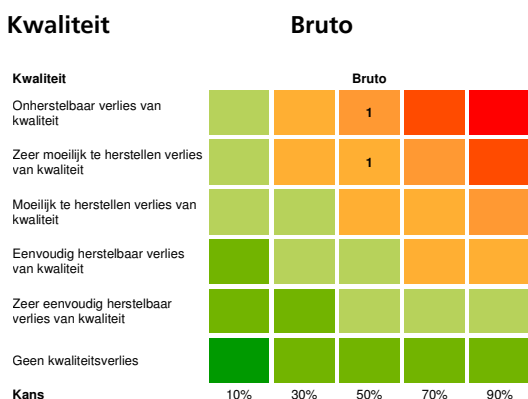 Kwaliteit Bruto
Kwaliteit Bruto
Onherstelbaar verlies van
kwaliteit
1
Zeer moeilijk te herstellen verlies
van kwaliteit
1
Moeilijk te herstellen verlies van
kwaliteit
Eenvoudig herstelbaar verlies
van kwaliteit
Zeer eenvoudig herstelbaar
verlies van kwaliteit
Geen kwaliteitsverlies
Kans 10% 30% 50% 70% 90%